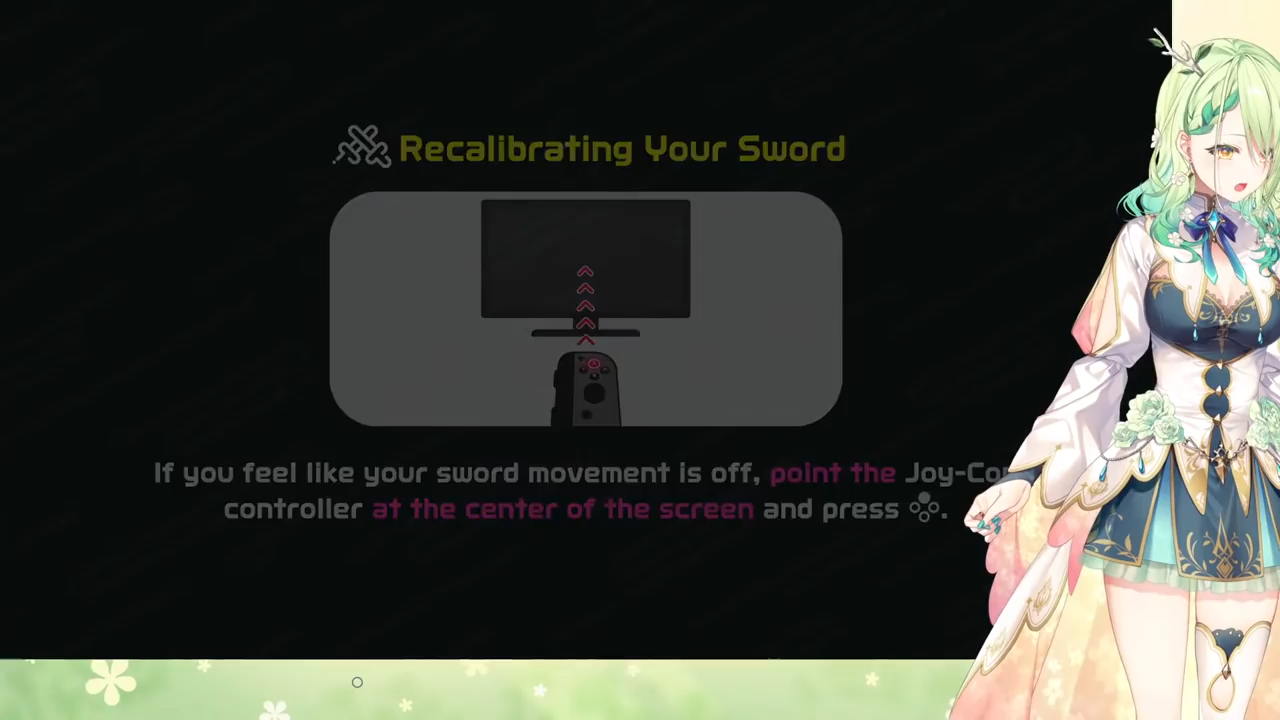 Recalibrating Your Sword
If you feel like your sword movement is off, point the Joy-Con
controller at the center of the screen and press